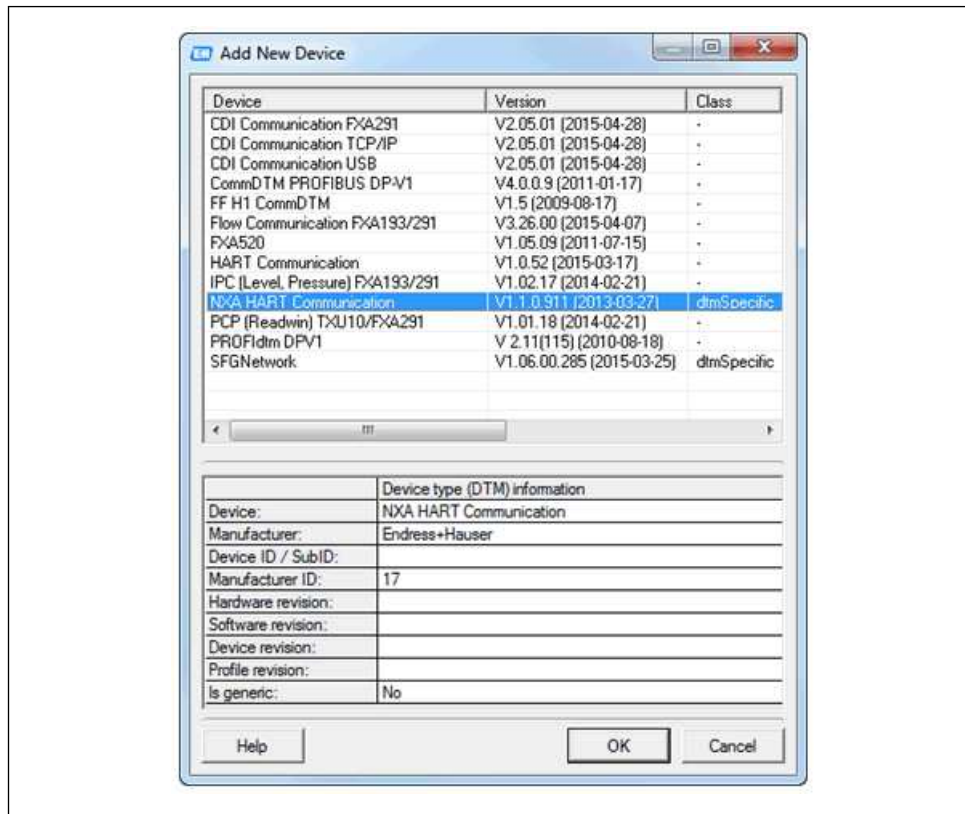 Add New Device
Device Version Class
CDI Communication FXA291 V2.05.01 (2015-04-28) -
CDI Communication TCP/IP V2.05.01 (2015-04-28) -
CDI Communication USB V2.05.01 (2015-04-28) -
CommDTM PROFIBUS DP-V1 V4.0.0.9 (2011-01-17) -
FF H1 CommDTM V1.5 (2009-08-17) -
Flow Communication FXA193/291 V3.26.00 (2015-04-07) -
FXA520 V1.05.09 (2011-07-15) -
HART Communication V1.0.52 (2015-03-17) -
IPC (Level, Pressure) FXA193/291 V1.02.17 (2014-02-21) -
NXA HART Communication V1.1.0.911 (2013-03-27) dtmSpecific
PCP (Readwin) TXU10/FXA291 V1.01.18 (2014-02-21) -
PROFIdtm DPV1 V 2.11(115) (2010-08-18) -
SFGNetwork V1.06.00.285 (2015-03-25) dtmSpecific
Device type (DTM) information
Device: NXA HART Communication
Manufacturer: Endress+Hauser
Device ID / SubID:
Manufacturer ID: 17
Hardware revision:
Software revision:
Device revision:
Profile revision:
Is generic: No
Help OK Cancel